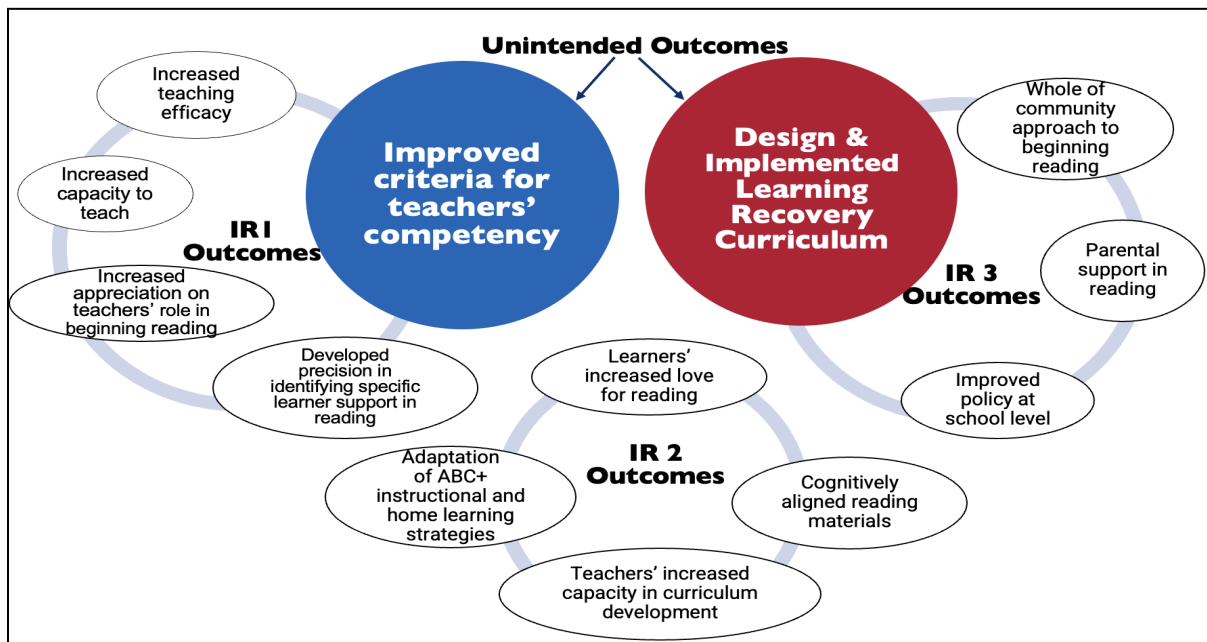 Unintended Outcomes
Improved
criteria for
teachers’
competency
Design &
Implemented
Learning
Recovery
Curriculum
Increased
teaching
efficacy
Increased
capacity to
teach
IR1
Outcomes
Increased
appreciation on
teachers’ role in
beginning reading
Developed
precision in
identifying specific
learner support in
reading
Learners’
increased love
for reading
IR 2
Outcomes
Adaptation
of ABC+
instructional and
home learning
strategies
Cognitively
aligned reading
materials
Teachers’ increased
capacity in curriculum
development
Whole of
community
approach to
beginning
reading
IR 3
Outcomes
Parental
support in
reading
Improved
policy at
school level